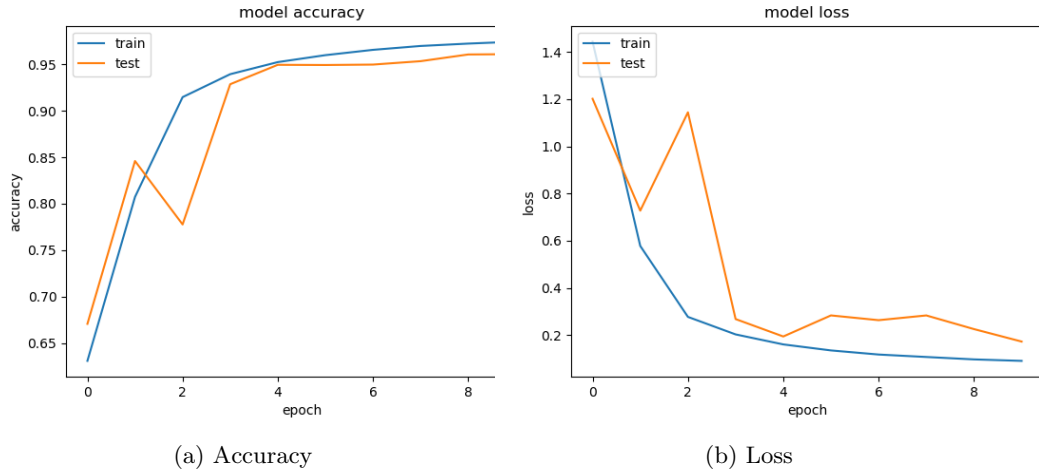 model accuracy
train
test
0.95
0.90
0.85
0.80
0.75
0.70
0.65
accuracy
0
2
4
6
8
epoch
(a) Accuracy
model loss
train
test
1.4
1.2
1.0
0.8
0.6
0.4
0.2
loss
0
2
4
6
8
epoch
(b) Loss